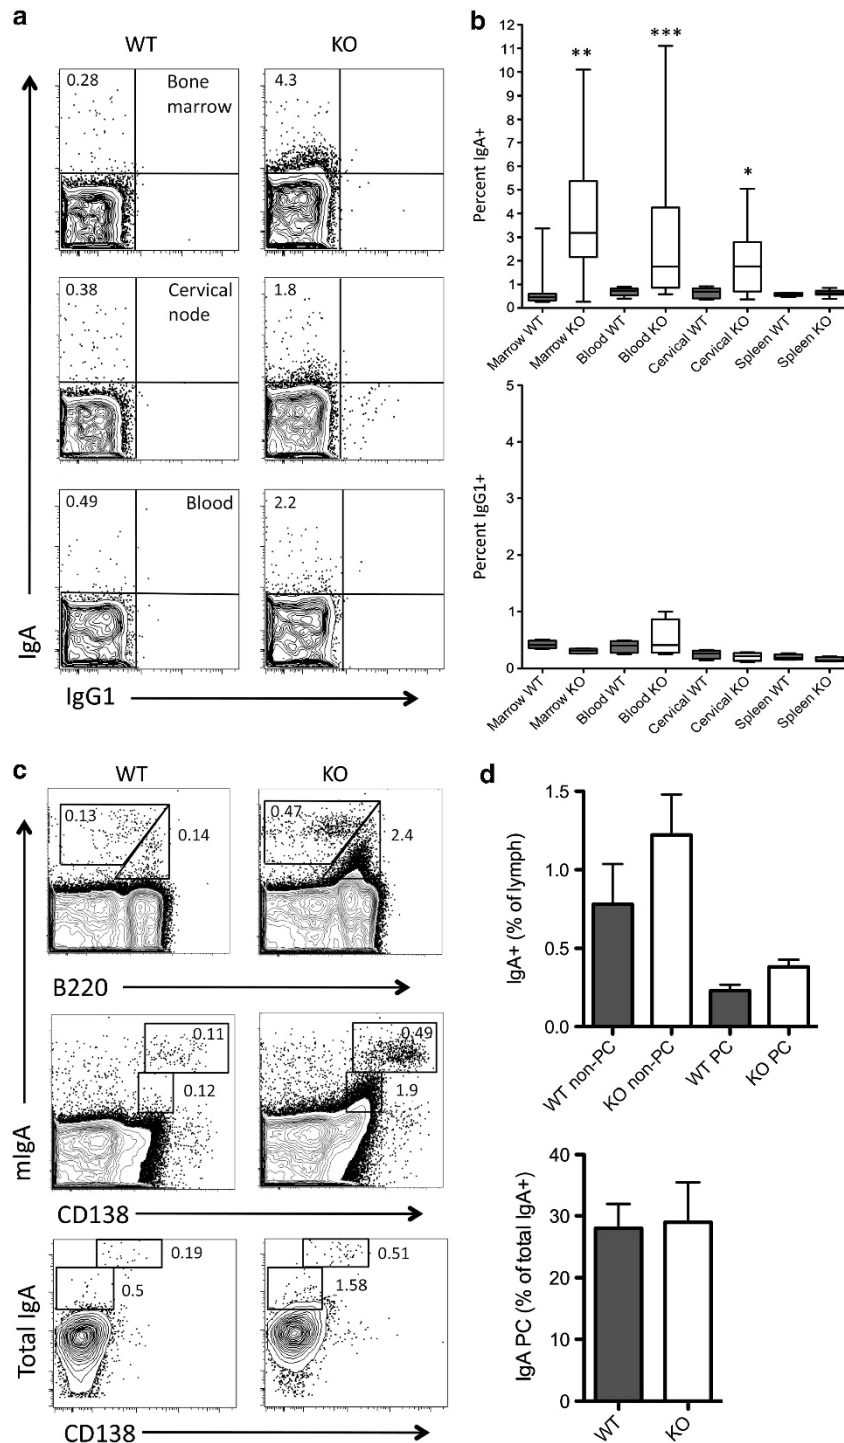 a
WT KO
0.28 Bone marrow
4.3
0.38 Cervical node
1.8
0.49 Blood
2.2
IgA
IgG1
b
Percent IgA+
12
11
10
9
8
7
6
5
4
3
2
1
0
** *** *
Marrow WT
Marrow KO
Blood WT
Blood KO
Cervical WT
Cervical KO
Spleen WT
Spleen KO
Percent IgG1+
5
4
3
2
1
0
Marrow WT
Marrow KO
Blood WT
Blood KO
Cervical WT
Cervical KO
Spleen WT
Spleen KO
c
WT KO
0.13 0.14
0.47 2.4
B220
0.11 0.12
0.49 1.9
mIgA
CD138
0.19 0.5
0.51 1.58
Total IgA
CD138
d
IgA+ (% of lymph)
1.5
1.0
0.5
0.0
WT non-PC
KO non-PC
WT PC
KO PC
IgA PC (% of total IgA+)
40
30
20
10
0
WT
KO